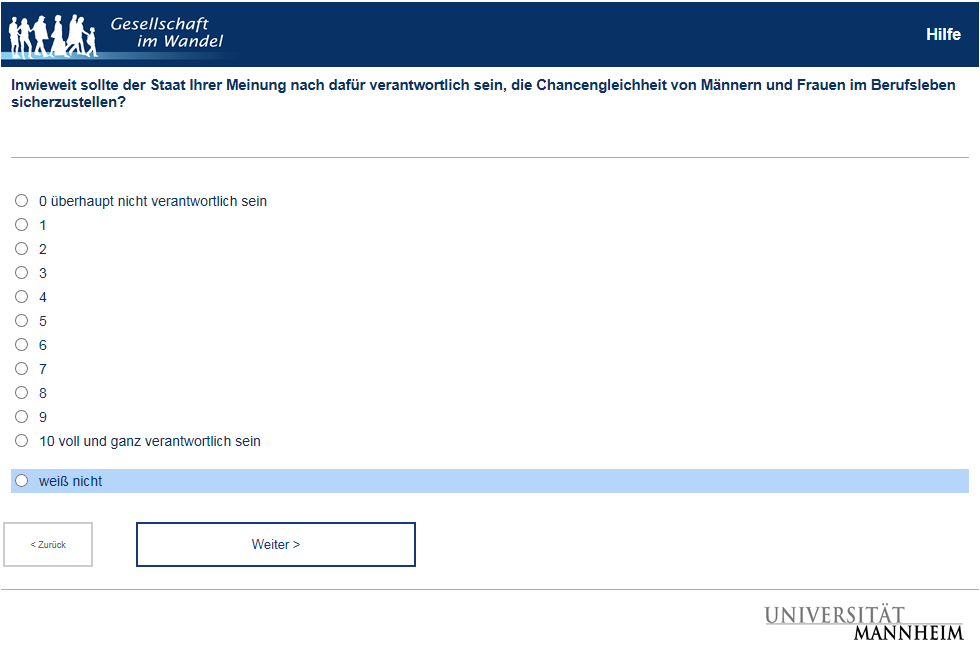 Gesellschaft
im Wandel
Hilfe
Inwieweit sollte der Staat Ihrer Meinung nach dafür verantwortlich sein, die Chancengleichheit von Männern und Frauen im Berufsleben
sicherzustellen?
0 überhaupt nicht verantwortlich sein
1
2
3
4
5
6
7
8
9
10 voll und ganz verantwortlich sein
weiß nicht
< Zurück
Weiter >
UNIVERSITÄT
MANNHEIM